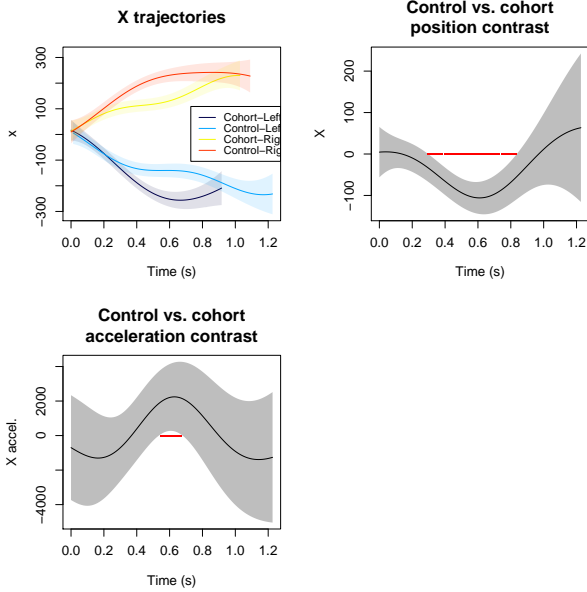 X trajectories
300
100
−100
−300
x
Cohort−Left
Control−Lef
Cohort−Rig
Control−Rig
0.0 0.2 0.4 0.6 0.8 1.0 1.2
Time (s)
Control vs. cohort
position contrast
200
100
0
−100
X
0.0 0.2 0.4 0.6 0.8 1.0 1.2
Time (s)
Control vs. cohort
acceleration contrast
2000
0
−4000
X accel.
0.0 0.2 0.4 0.6 0.8 1.0 1.2
Time (s)